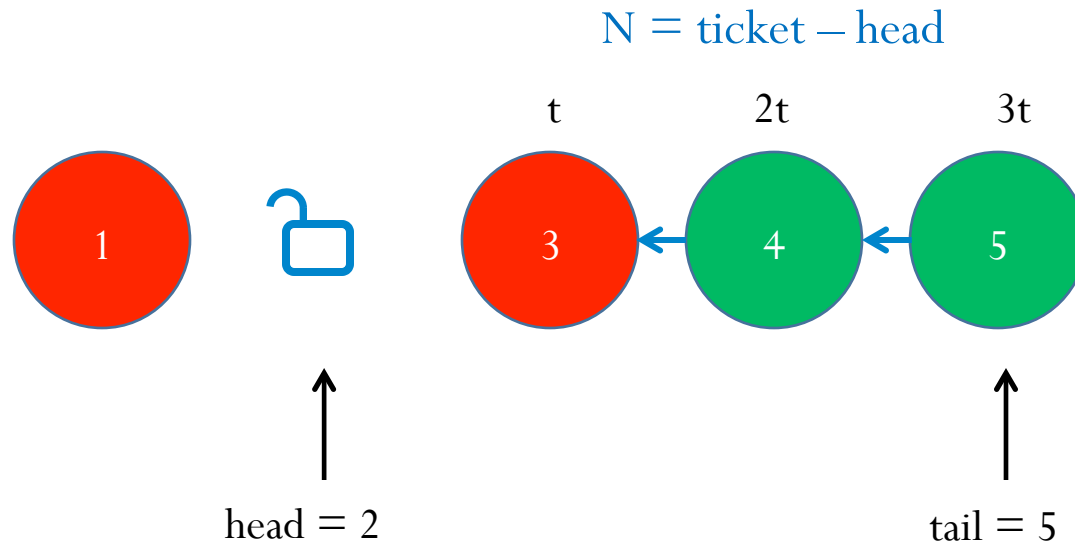 N = ticket – head
t 2t 3t
1 3 4 5
head = 2 tail = 5